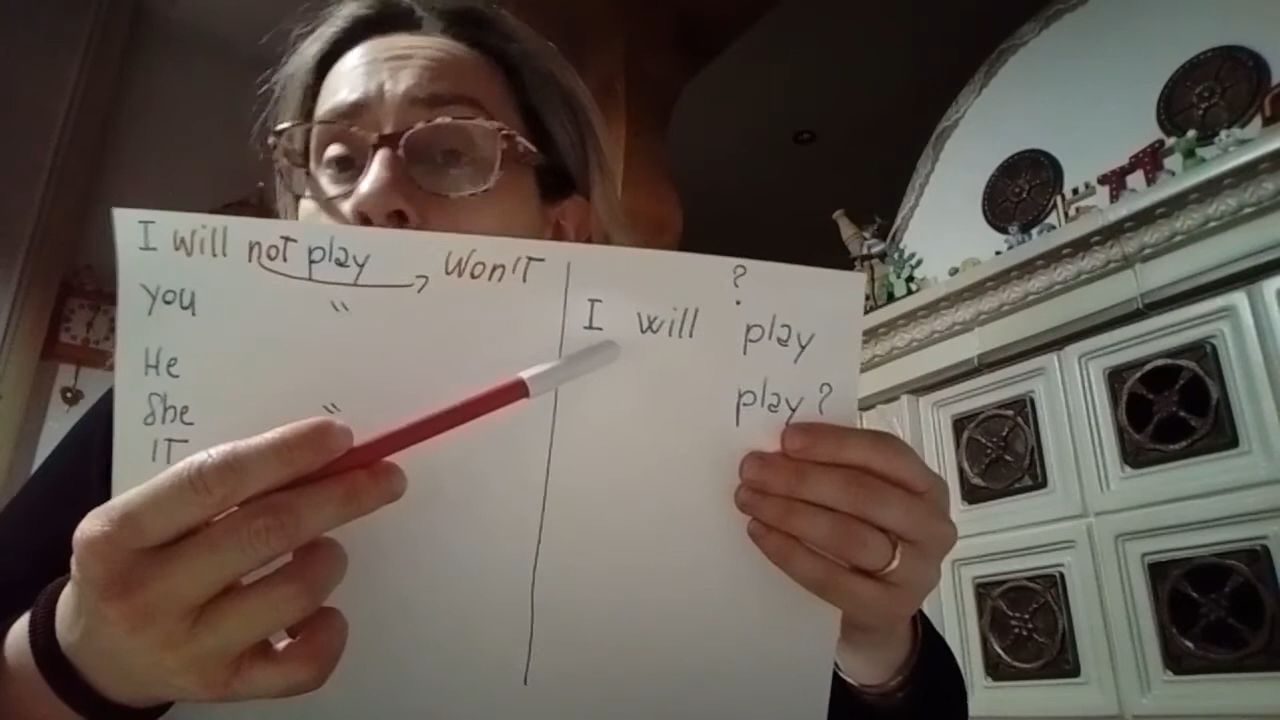 I will not play → Won't
You "
He
She "
IT
?
I will play
play ?